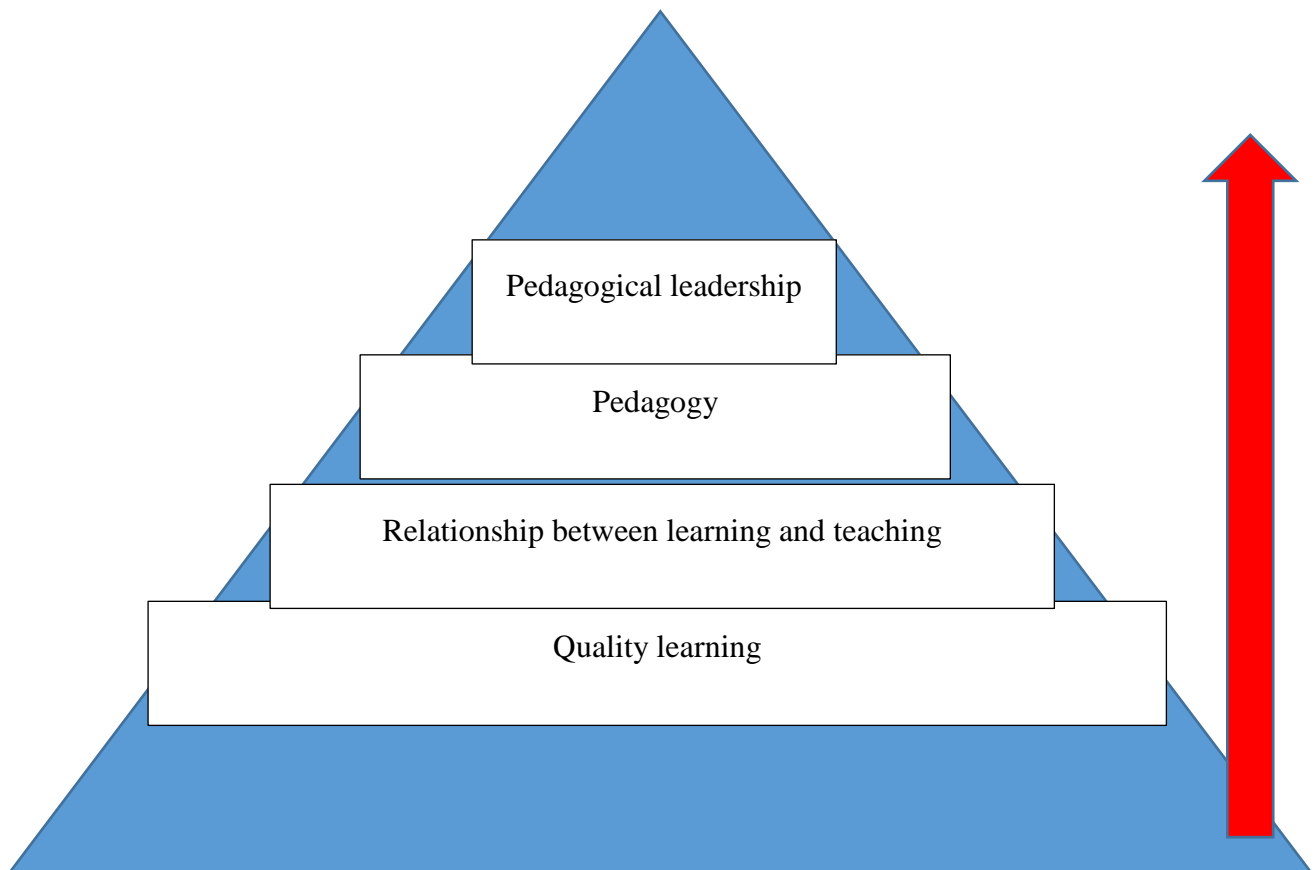 Pedagogical leadership
Pedagogy
Relationship between learning and teaching
Quality learning